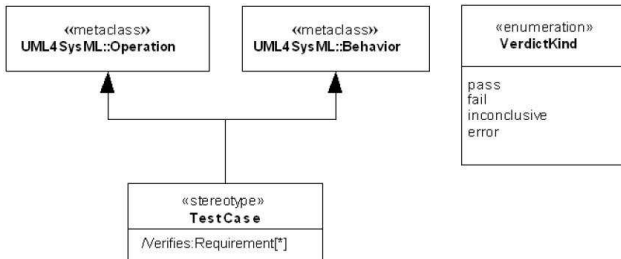 «metaclass»
UML4SysML::Operation
«metaclass»
UML4SysML::Behavior
«enumeration»
VerdictKind
pass
fail
inconclusive
error
«stereotype»
TestCase
/Verifies:Requirement[*]